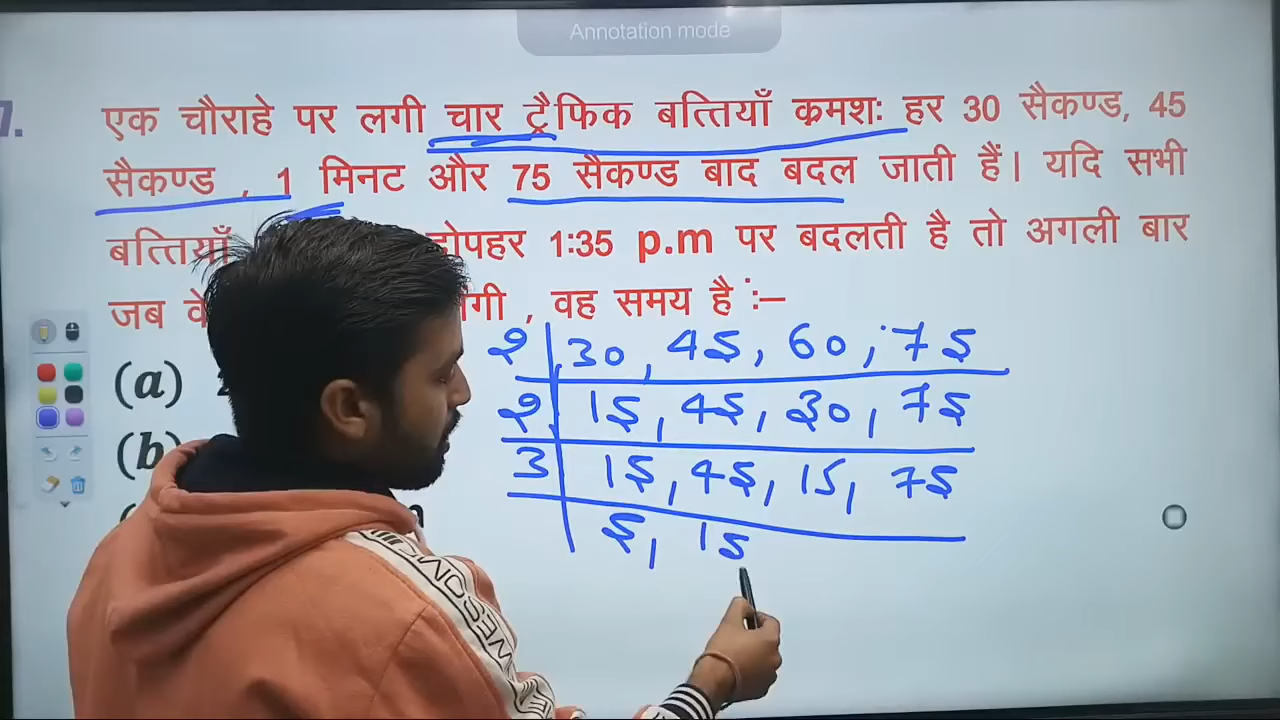 Annotation mode
7.
एक चौराहे पर लगी चार ट्रैफिक बत्तियाँ क्रमशः हर 30 सैकण्ड, 45
सैकण्ड , 1 मिनट और 75 सैकण्ड बाद बदल जाती हैं। यदि सभी
बत्तियाँ दोपहर 1:35 p.m पर बदलती है तो अगली बार
जब वे , वह समय है :–
(a)
(b)
2 30, 45, 60, 75
2 15, 45, 30, 75
3 15, 45, 15, 75
5, 15